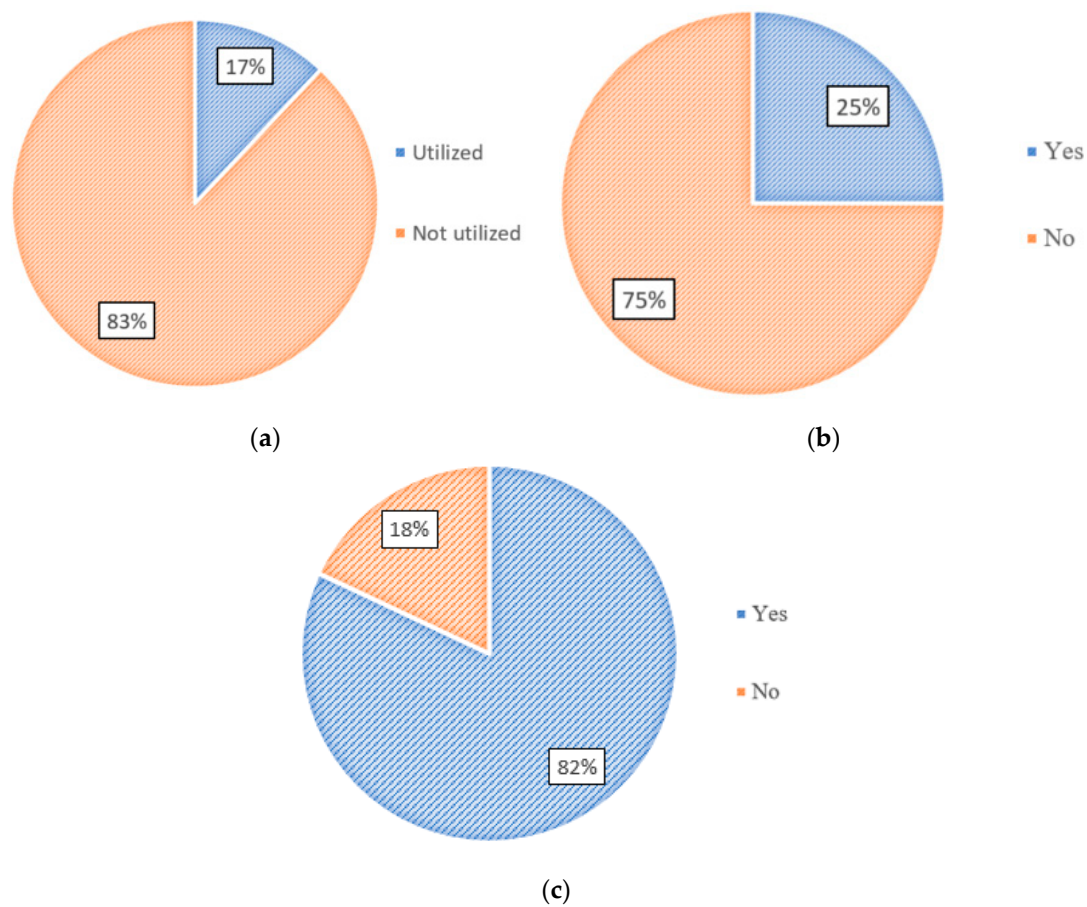 17%
Utilized
Not utilized
83%
(a)
25%
Yes
No
75%
(b)
18%
Yes
No
82%
(c)